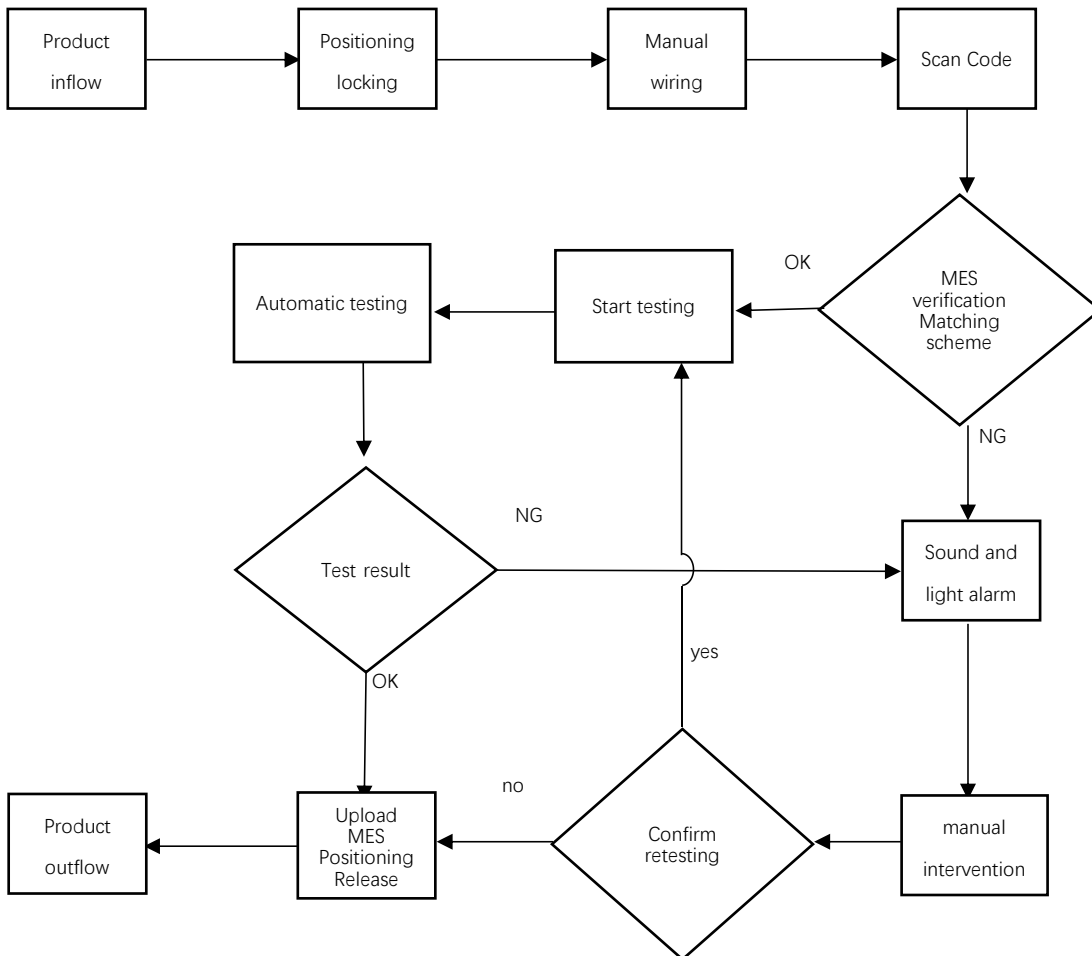 Product
inflow
Positioning
locking
Manual
wiring
Scan Code
OK
MES
verification
Matching
scheme
Start testing
Automatic testing
NG
NG
Test result
Sound and
light alarm
yes
OK
no
Product
outflow
Upload
MES
Positioning
Release
Confirm
retesting
manual
intervention